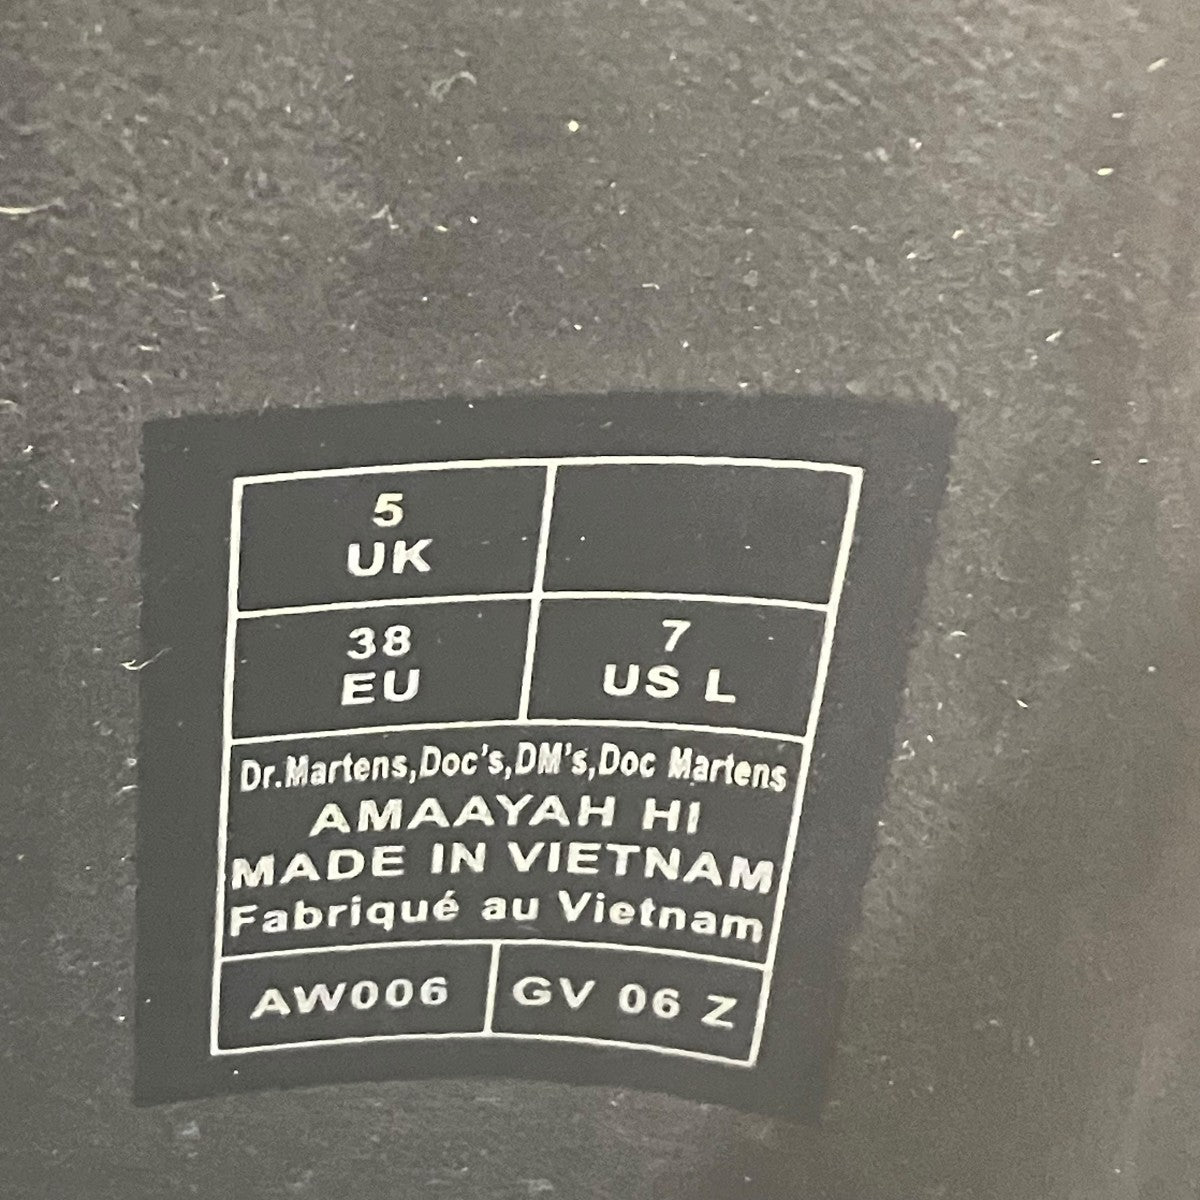 5
UK
38
EU
7
US L
Dr.Martens,Doc's,DM's,Doc Martens
AMAAYAH HI
MADE IN VIETNAM
Fabriqué au Vietnam
AW006
GV 06 Z